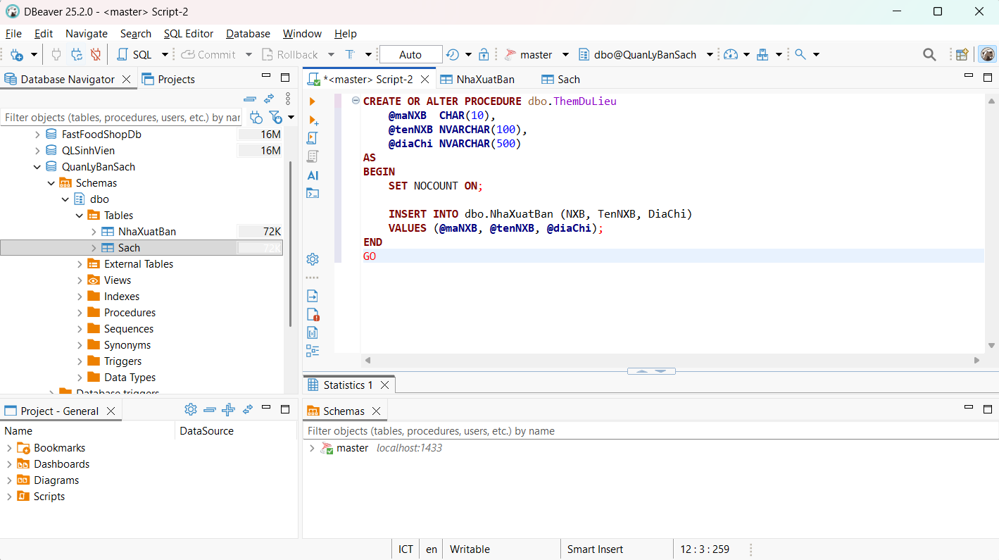 DBeaver 25.2.0 - <master> Script-2
File Edit Navigate Search SQL Editor Database Window Help
SQL Commit Rollback T Auto master dbo@QuanLyBanSach
Database Navigator Projects
Filter objects (tables, procedures, users, etc.) by nar
FastFoodShopDb 16M
QLSinhVien 16M
QuanLyBanSach
Schemas
dbo
Tables
NhaXuatBan 72K
Sach 72K
External Tables
Views
Indexes
Procedures
Sequences
Synonyms
Triggers
Data Types
Database triggers
*<master> Script-2 NhaXuatBan Sach
CREATE OR ALTER PROCEDURE dbo.ThemDuLieu
@maNXB CHAR(10),
@tenNXB NVARCHAR(100),
@diaChi NVARCHAR(500)
AS
BEGIN
SET NOCOUNT ON;
INSERT INTO dbo.NhaXuatBan (NXB, TenNXB, DiaChi)
VALUES (@maNXB, @tenNXB, @diaChi);
END
GO
AI
Statistics 1
Project - General
Name DataSource
Bookmarks
Dashboards
Diagrams
Scripts
Schemas
Filter objects (tables, procedures, users, etc.) by name
master localhost:1433
ICT en Writable Smart Insert 12 : 3 : 259